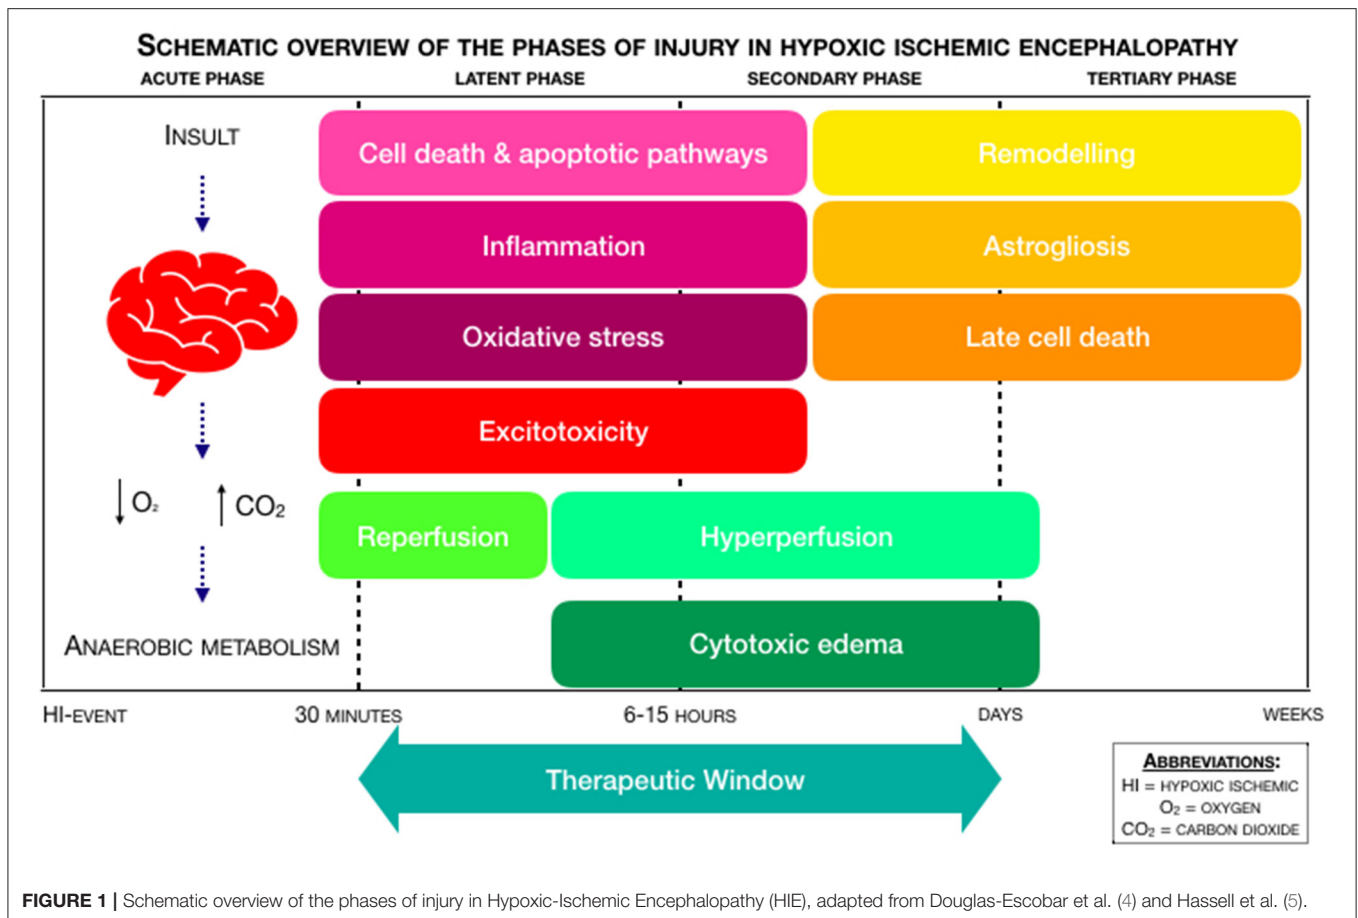 SCHEMATIC OVERVIEW OF THE PHASES OF INJURY IN HYPOXIC ISCHEMIC ENCEPHALOPATHY
ACUTE PHASE LATENT PHASE SECONDARY PHASE TERTIARY PHASE
INSULT
Cell death & apoptotic pathways
Remodelling
Inflammation
Astrogliosis
Oxidative stress
Late cell death
Excitotoxicity
↓O₂ ↑CO₂
Reperfusion
Hyperperfusion
ANAEROBIC METABOLISM
Cytotoxic edema
HI-EVENT 30 MINUTES 6-15 HOURS DAYS WEEKS
Therapeutic Window
ABBREVIATIONS:
HI = HYPOXIC ISCHEMIC
O₂ = OXYGEN
CO₂ = CARBON DIOXIDE
FIGURE 1 | Schematic overview of the phases of injury in Hypoxic-Ischemic Encephalopathy (HIE), adapted from Douglas-Escobar et al. (4) and Hassell et al. (5).